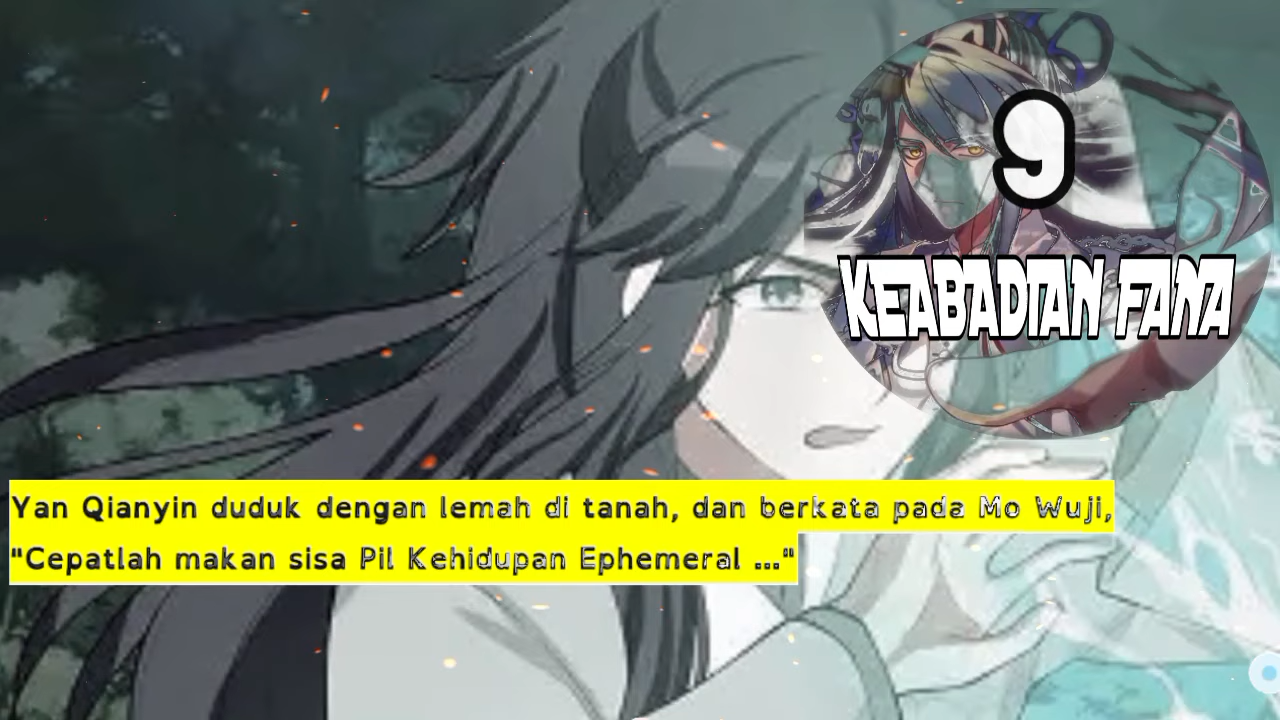 9
KEABADIAN FANA
Yan Qianyin duduk dengan lemah di tanah, dan berkata pada Mo Wuji,
"Cepatlah makan sisa Pil Kehidupan Ephemeral ..."